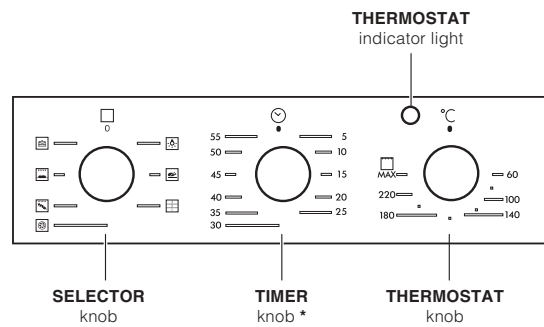 THERMOSTAT
indicator light
0
°C
55
5
50
10
45
15
40
20
35
25
30
MAX
60
220
100
180
140
SELECTOR
knob
TIMER
knob *
THERMOSTAT
knob